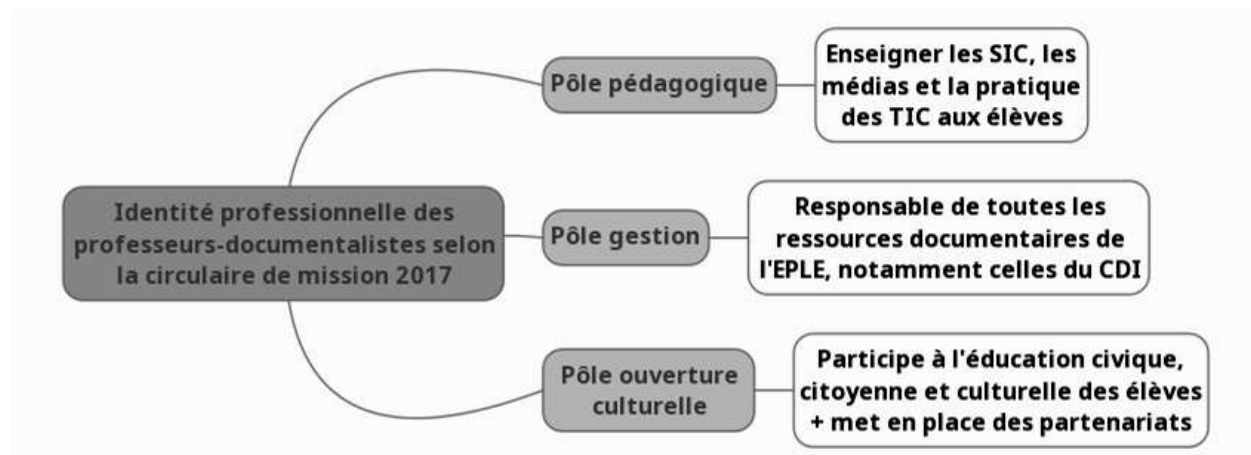 Identité professionnelle des
professeurs-documentalistes selon
la circulaire de mission 2017
Pôle pédagogique
Enseigner les SIC, les
médias et la pratique
des TIC aux élèves
Pôle gestion
Responsable de toutes les
ressources documentaires de
l'EPLE, notamment celles du CDI
Pôle ouverture
culturelle
Participe à l'éducation civique,
citoyenne et culturelle des élèves
+ met en place des partenariats